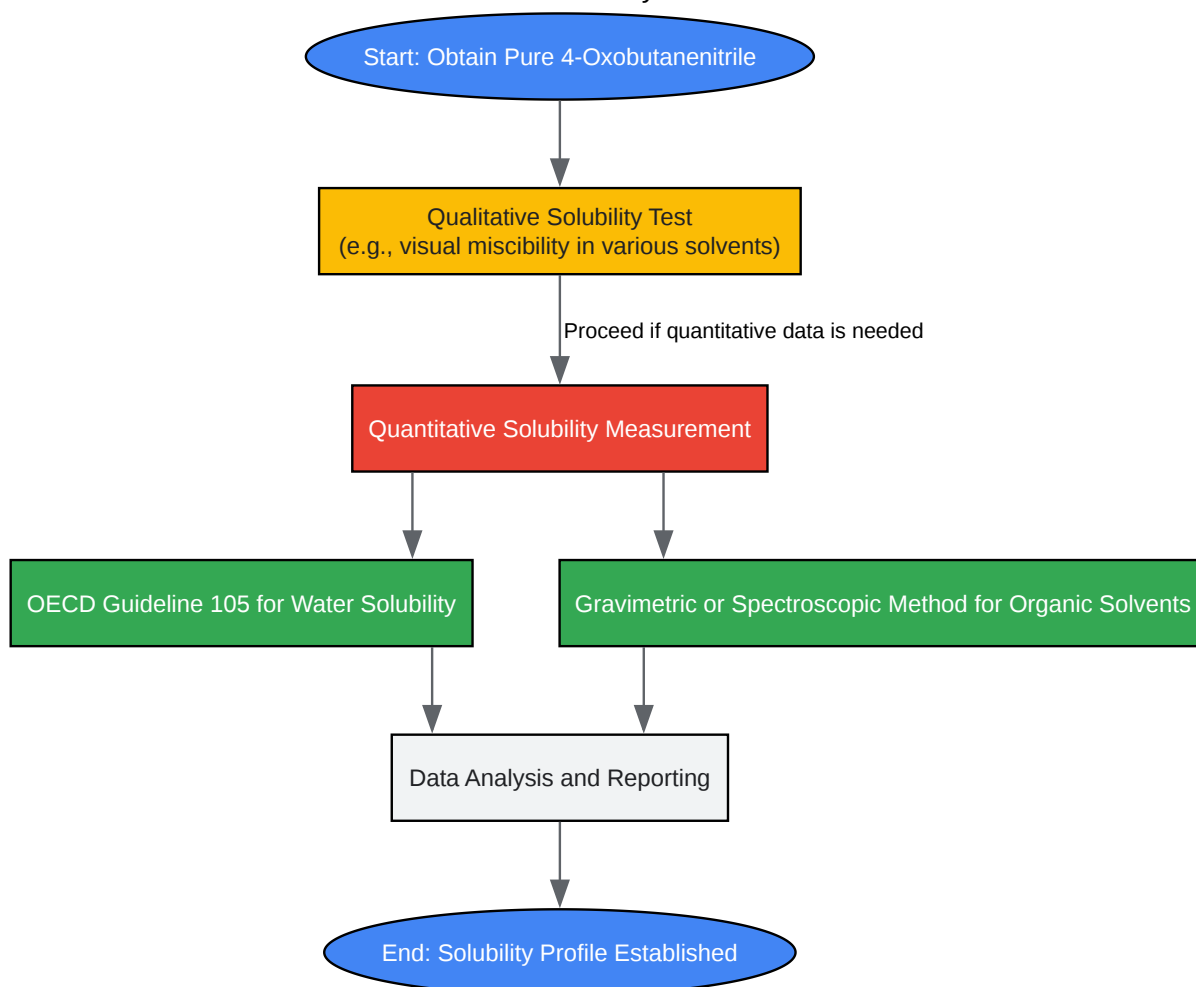 Start: Obtain Pure 4-Oxobutanenitrile
Qualitative Solubility Test
(e.g., visual miscibility in various solvents)
Proceed if quantitative data is needed
Quantitative Solubility Measurement
OECD Guideline 105 for Water Solubility
Gravimetric or Spectroscopic Method for Organic Solvents
Data Analysis and Reporting
End: Solubility Profile Established